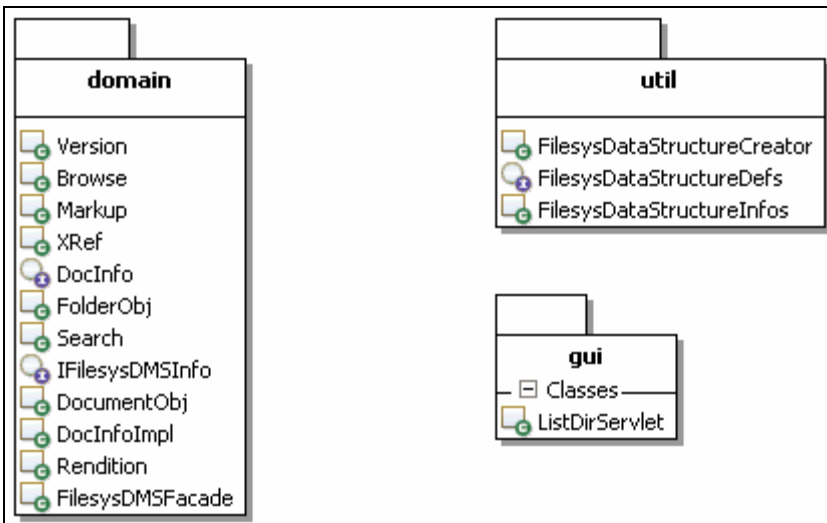 domain
Version
Browse
Markup
XRef
DocInfo
FolderObj
Search
IFilesysDMSInfo
DocumentObj
DocInfoImpl
Rendition
FilesysDMSFacade
util
FilesysDataStructureCreator
FilesysDataStructureDefs
FilesysDataStructureInfos
gui
Classes
ListDirServlet